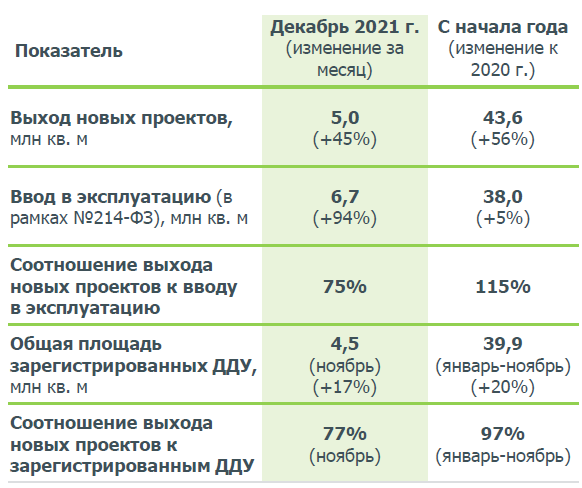 Показатель
Декабрь 2021 г.
(изменение за
месяц)
С начала года
(изменение к
2020 г.)
Выход новых проектов,
млн кв. м
5,0
(+45%)
43,6
(+56%)
Ввод в эксплуатацию (в
рамках №214-ФЗ), млн кв. м
6,7
(+94%)
38,0
(+5%)
Соотношение выхода
новых проектов к вводу
в эксплуатацию
75%
115%
Общая площадь
зарегистрированных ДДУ,
млн кв. м
4,5
(ноябрь)
(+17%)
39,9
(январь-ноябрь)
(+20%)
Соотношение выхода
новых проектов к
зарегистрированным ДДУ
77%
(ноябрь)
97%
(январь-ноябрь)